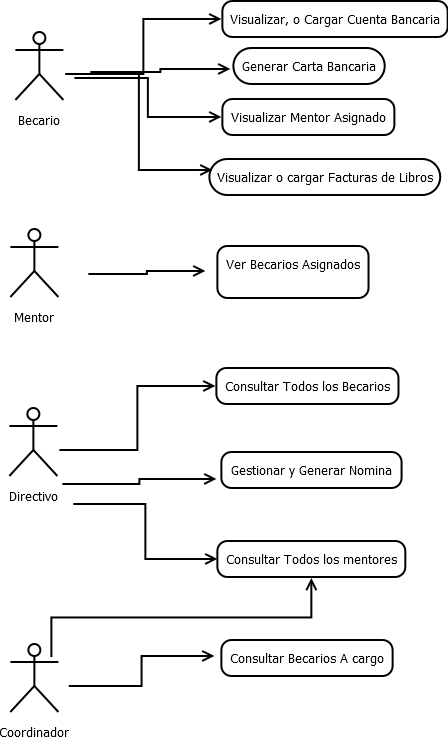 Visualizar, o Cargar Cuenta Bancaria
Generar Carta Bancaria
Becario
Visualizar Mentor Asignado
Visualizar o cargar Facturas de Libros
Ver Becarios Asignados
Mentor
Consultar Todos los Becarios
Gestionar y Generar Nomina
Directivo
Consultar Todos los mentores
Consultar Becarios A cargo
Coordinador